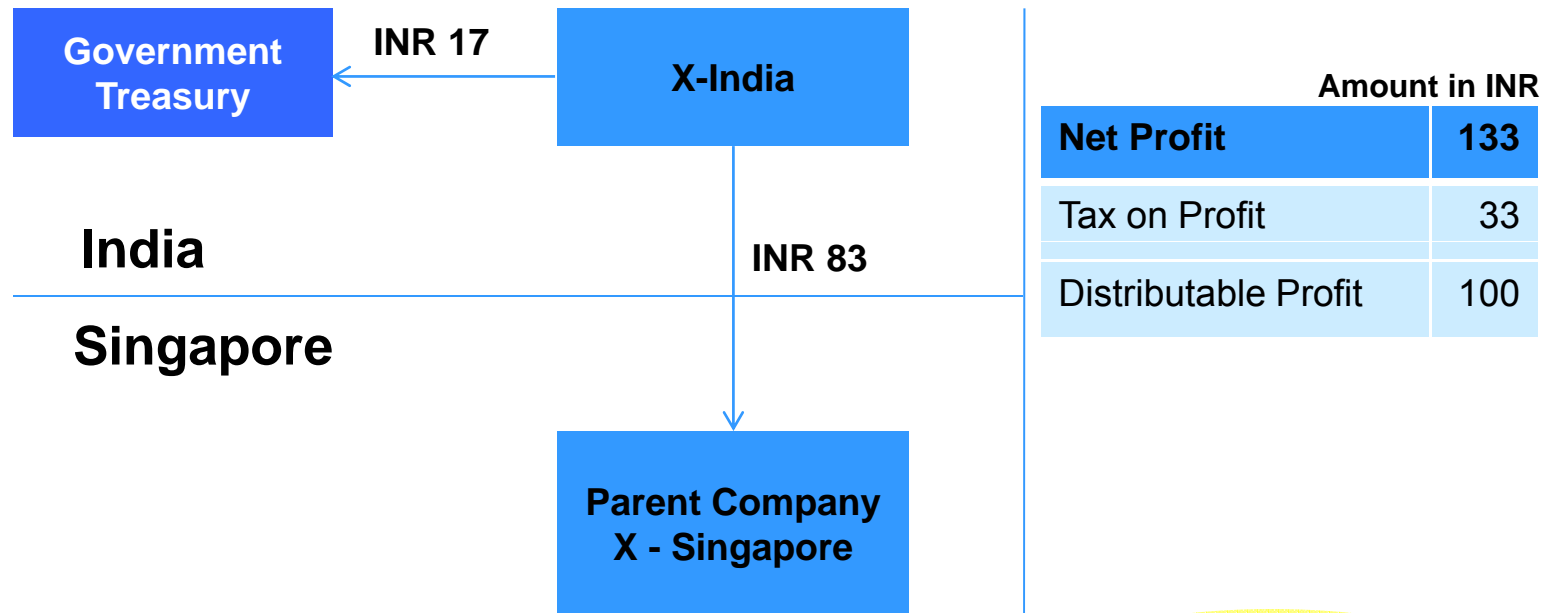 Government
Treasury
INR 17
X-India
India
INR 83
Singapore
Parent Company
X - Singapore
Amount in INR
Net Profit 133
Tax on Profit 33
Distributable Profit 100